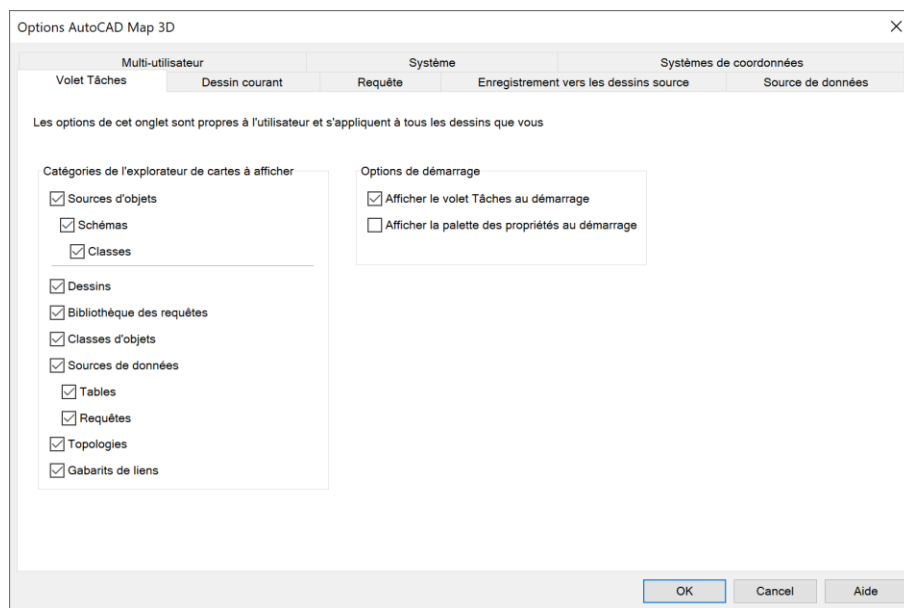 Options AutoCAD Map 3D
Multi-utilisateur Système Systèmes de coordonnées
Volet Tâches Dessin courant Requête Enregistrement vers les dessins source Source de données
Les options de cet onglet sont propres à l'utilisateur et s'appliquent à tous les dessins que vous
Catégories de l'explorateur de cartes à afficher
Sources d'objets
Schémas
Classes
Dessins
Bibliothèque des requêtes
Classes d'objets
Sources de données
Tables
Requêtes
Topologies
Gabarits de liens
Options de démarrage
Afficher le volet Tâches au démarrage
Afficher la palette des propriétés au démarrage
OK Cancel Aide